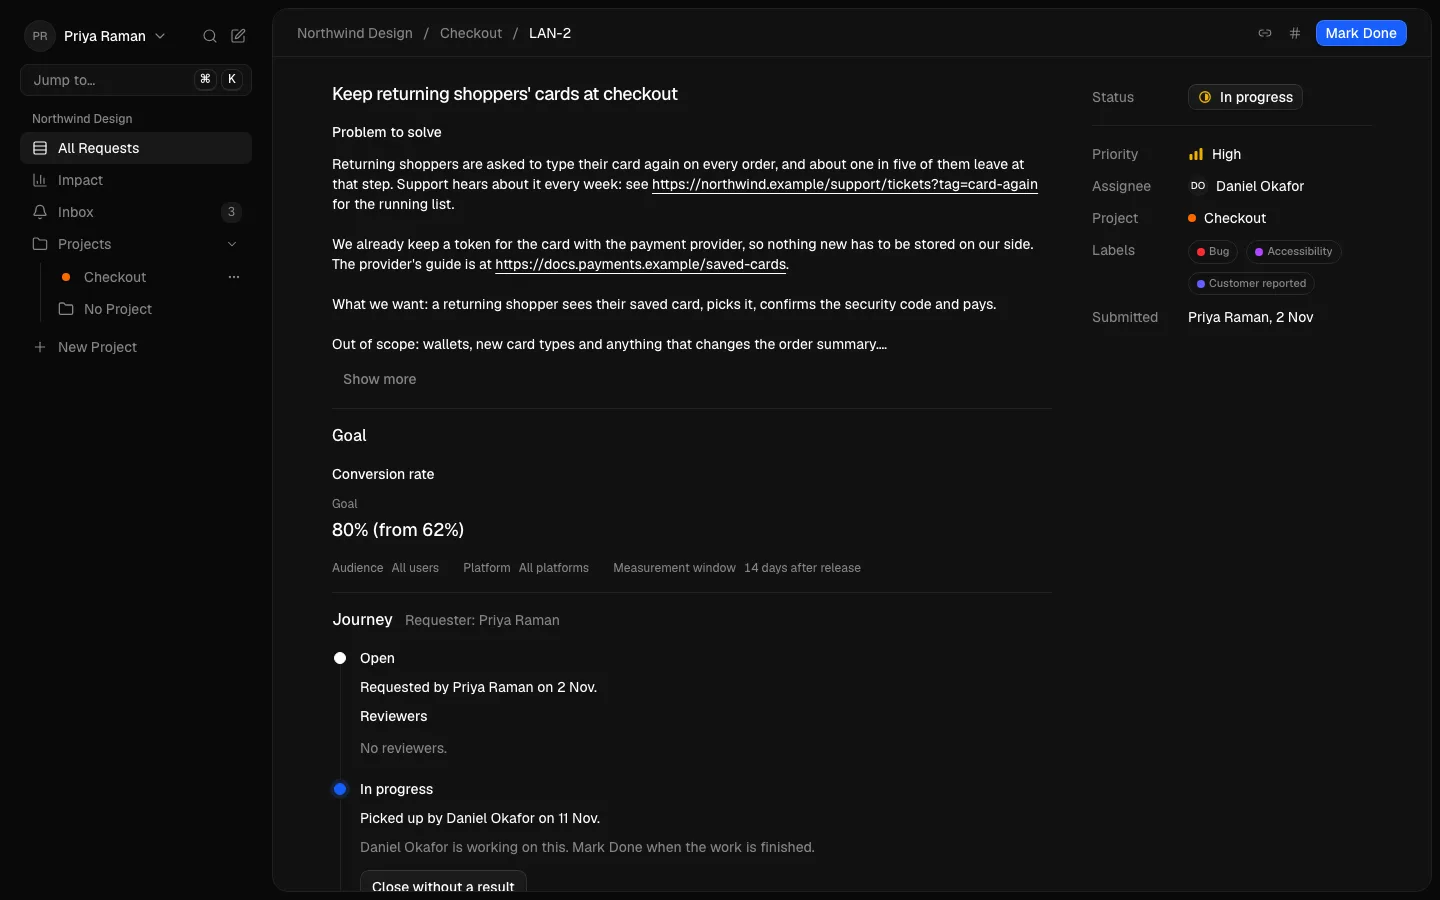 PR Priya Raman
Jump to... ⌘ K
Northwind Design
All Requests
Impact
Inbox 3
Projects
Checkout ...
No Project
New Project
Northwind Design / Checkout / LAN-2
Mark Done
Keep returning shoppers' cards at checkout
Problem to solve
Returning shoppers are asked to type their card again on every order, and about one in five of them leave at
that step. Support hears about it every week: see https://northwind.example/support/tickets?tag=card-again
for the running list.
We already keep a token for the card with the payment provider, so nothing new has to be stored on our side.
The provider's guide is at https://docs.payments.example/saved-cards.
What we want: a returning shopper sees their saved card, picks it, confirms the security code and pays.
Out of scope: wallets, new card types and anything that changes the order summary....
Show more
Goal
Conversion rate
Goal
80% (from 62%)
Audience All users Platform All platforms Measurement window 14 days after release
Journey Requester: Priya Raman
Open
Requested by Priya Raman on 2 Nov.
Reviewers
No reviewers.
In progress
Picked up by Daniel Okafor on 11 Nov.
Daniel Okafor is working on this. Mark Done when the work is finished.
Close without a result
Status In progress
Priority High
Assignee DO Daniel Okafor
Project Checkout
Labels Bug Accessibility
Customer reported
Submitted Priya Raman, 2 Nov